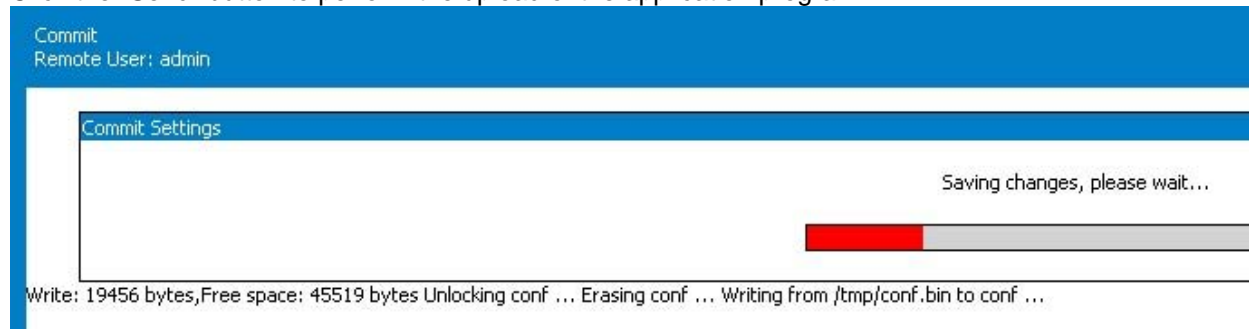 Commit
Remote User: admin
Commit Settings
Saving changes, please wait...
Write: 19456 bytes,Free space: 45519 bytes Unlocking conf ... Erasing conf ... Writing from /tmp/conf.bin to conf ...